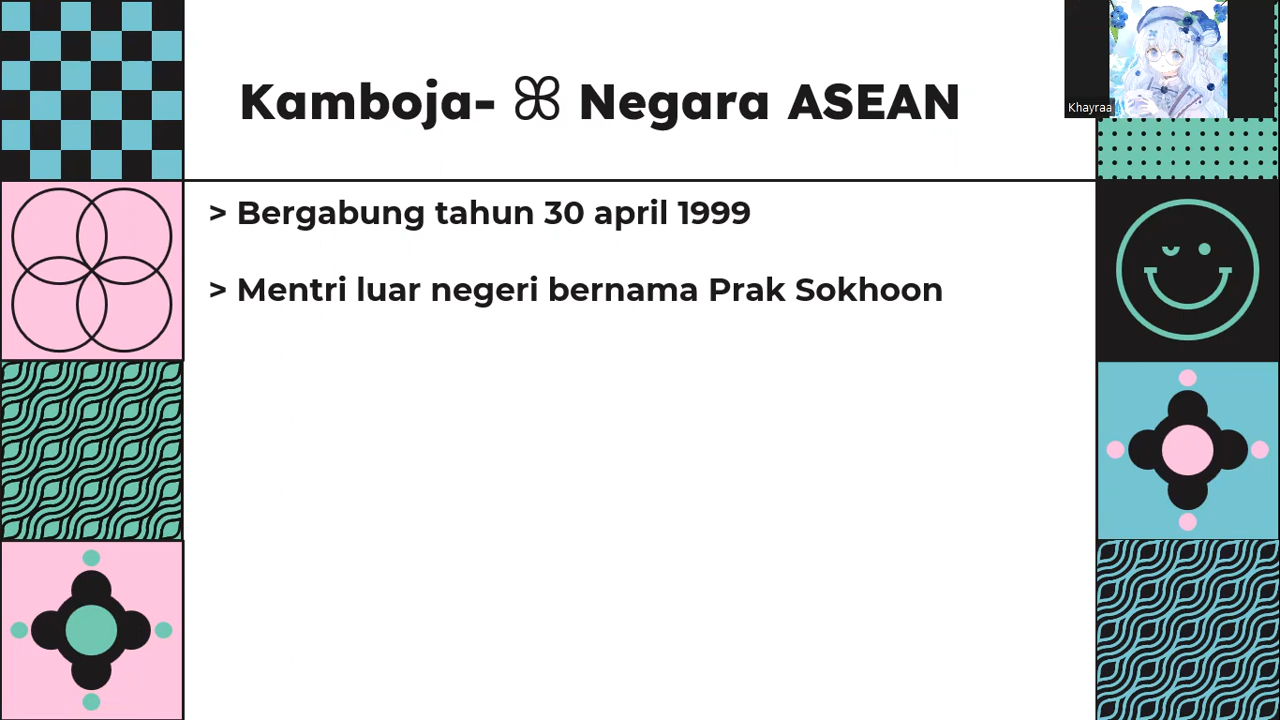 Kamboja- ꕤ Negara ASEAN
Khayraa
> Bergabung tahun 30 april 1999
> Mentri luar negeri bernama Prak Sokhoon